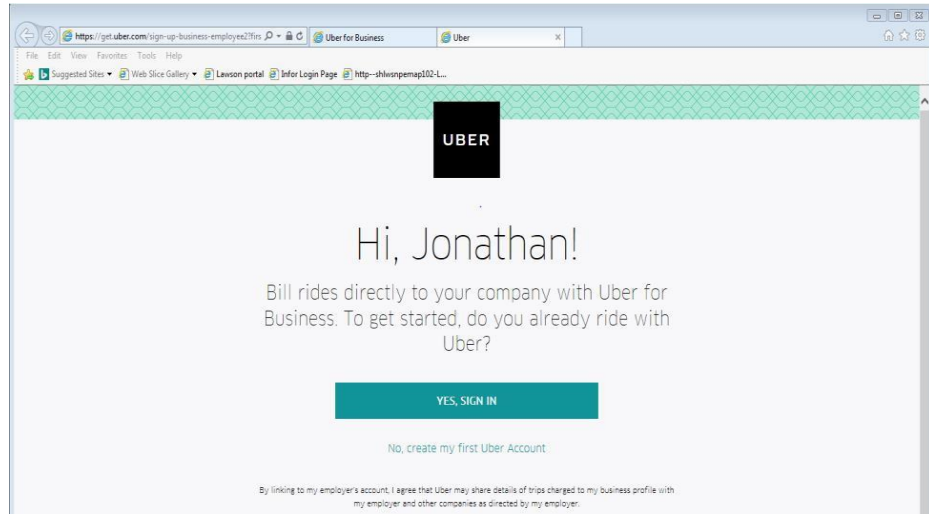 https://get.uber.com/sign-up-business-employee2?firs
Uber for Business
Uber
File Edit View Favorites Tools Help
Suggested Sites
Web Slice Gallery
Lawson portal
Infor Login Page
http--shlwsnpemap102-L...
UBER
Hi, Jonathan!
Bill rides directly to your company with Uber for
Business. To get started, do you already ride with
Uber?
YES, SIGN IN
No, create my first Uber Account
By linking to my employer's account, I agree that Uber may share details of trips charged to my business profile with
my employer and other companies as directed by my employer.